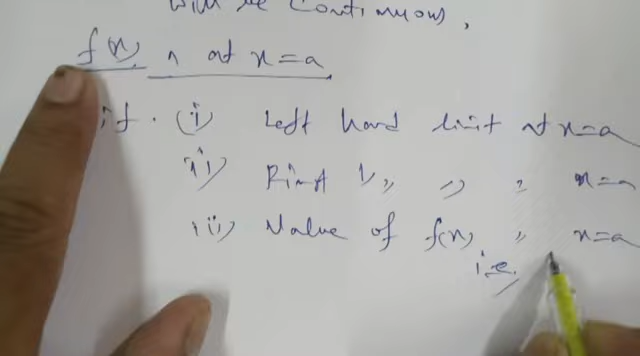 will be continuous,
f(x) " at x=a
if. (i) Left hand limit at x=a
ii) Right " " " x=a
iii) Value of f(x) " x=a
i.e.